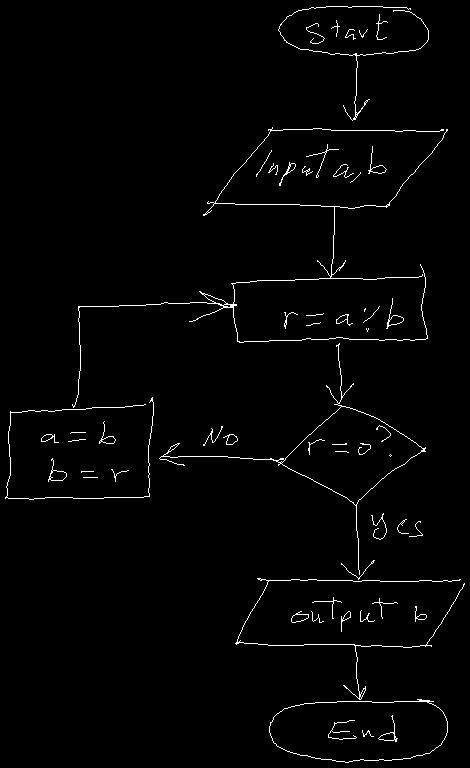 Start
Input a, b
r = a % b
r = 0?
No
a = b
b = r
yes
output b
End